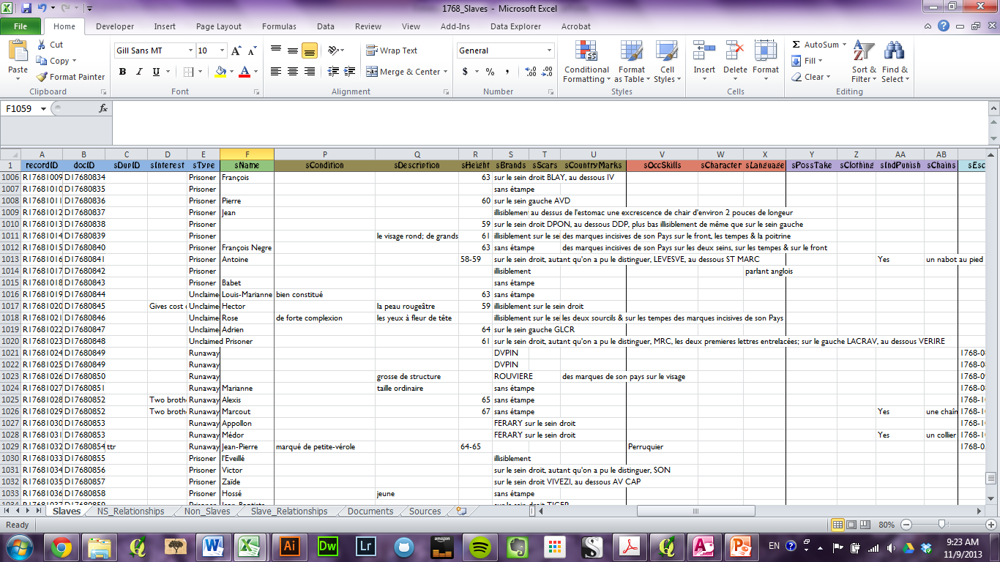 1768_Slaves - Microsoft Excel
File Home Developer Insert Page Layout Formulas Data Review View Add-Ins Data Explorer Acrobat
Paste Cut Copy Format Painter Clipboard
Gill Sans MT 10 B I U Font
Wrap Text Merge & Center Alignment
General $ % , Number
Conditional Formatting Format as Table Cell Styles Styles
Insert Delete Format Cells
AutoSum Fill Clear Sort & Filter Find & Select Editing
F1059 fx
A B C D E F P Q R S T U V W X Y Z AA AB
1 recordID docID sDupID sInterest sType sName sCondition sDescription sHeight sBrands sScars sCountryMarks sOccSkills sCharacter sLanguage sPossTake sClothing sIndPunish sChains sEsc
1006 R17681009 D17680834 Prisoner François 63 sur le sein droit BLAY, au dessous IV
1007 R17681010 D17680835 Prisoner sans étampe
1008 R17681011 D17680836 Prisoner Pierre 60 sur le sein gauche AVD
1009 R17681012 D17680837 Prisoner Jean illisiblemen au dessus de l'estomac une excrescence de chair d'environ 2 pouces de longeur
1010 R17681013 D17680838 Prisoner 59 sur le sein droit DPON, au dessous DDP, plus bas illisiblement de même que sur le sein gauche
1011 R17681014 D17680839 Prisoner le visage rond; de grands 61 illisiblement sur le sei des marques incisives de son Pays sur le front, les tempes & la poitrine
1012 R17681015 D17680840 Prisoner François Negre 63 sans étampe des marques incisives de son Pays sur les deux seins, sur les tempes & sur le front
1013 R17681016 D17680841 Prisoner Antoine 58-59 sur le sein droit, autant qu'on a pu le distinguer, LEVESVE, au dessous ST MARC Yes un nabot au pied
1014 R17681017 D17680842 Prisoner illisiblement parlant anglois
1015 R17681018 D17680843 Prisoner Babet sans étampe
1016 R17681019 D17680844 Unclaime Louis-Marianne bien constitué 63 sans étampe
1017 R17681020 D17680845 Gives cost Unclaime Hector la peau rougeâtre 59 illisiblement sur le sein droit
1018 R17681021 D17680846 Unclaime Rose de forte complexion les yeux à fleur de tête illisiblement sur le sei les deux sourcils & sur les tempes des marques incisives de son Pays
1019 R17681022 D17680847 Unclaime Adrien 64 sur le sein gauche GLCR
1020 R17681023 D17680848 Unclaimed Prisoner 61 sur le sein droit, autant qu'on a pu le distinguer, MRC, les deux premieres lettres entrelacées; sur le gauche LACRAV, au dessous VERIRE
1021 R17681024 D17680849 Runaway DVPIN 1768-08
1022 R17681025 D17680849 Runaway DVPIN 1768-08
1023 R17681026 D17680850 Runaway grosse de structure ROUVIERE des marques de son pays sur le visage 1768-09
1024 R17681027 D17680851 Runaway Marianne taille ordinaire sans étampe 1768-08
1025 R17681028 D17680852 Two broth Runaway Alexis 65 sans étampe 1768-10
1026 R17681029 D17680852 Two broth Runaway Marcout 67 sans étampe Yes une chaîn 1768-10
1027 R17681030 D17680853 Runaway Appollon FERARY sur le sein droit 1768-10
1028 R17681031 D17680853 Runaway Médor FERARY sur le sein droit Yes un collier 1768-10
1029 R17681032 D17680854 ttr Runaway Jean-Pierre marqué de petite-vérole 64-65 Perruquier 1768-0
1030 R17681033 D17680855 Prisoner l'Eveillé illisiblement
1031 R17681034 D17680856 Prisoner Victor sur le sein droit, autant qu'on a pu le distinguer, SON
1032 R17681035 D17680857 Prisoner Zaïde sur le sein droit VIVEZI, au dessous AV CAP
1033 R17681036 D17680858 Prisoner Hossé jeune sans étampe
Slaves NS_Relationships Non_Slaves Slave_Relationships Documents Sources
Ready 80%
Ai Dw Lr amazon EN 9:23 AM
11/9/2013